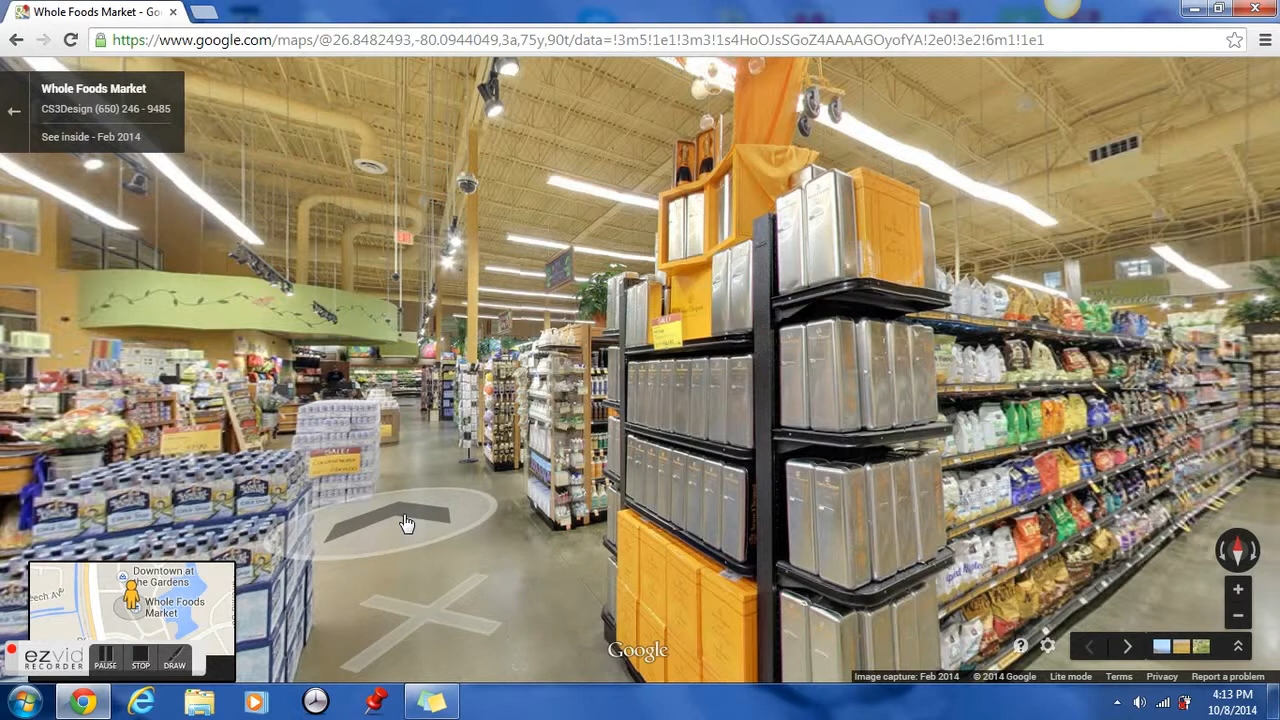 Whole Foods Market - Go
https://www.google.com/maps/@26.8482493,-80.0944049,3a,75y,90t/data=!3m5!1e1!3m3!1s4HoOJsSGoZ4AAAAGOyofYA!2e0!3e2!6m1!1e1
Whole Foods Market
CS3Design (650) 246 - 9485
See inside - Feb 2014
SALE!
Downtown at
the Gardens
eech Av
Whole Foods
Market
ezvid
RECORDER
PAUSE
STOP
DRAW
Google
Image capture: Feb 2014
© 2014 Google
Lite mode
Terms
Privacy
Report a problem
4:13 PM
10/8/2014